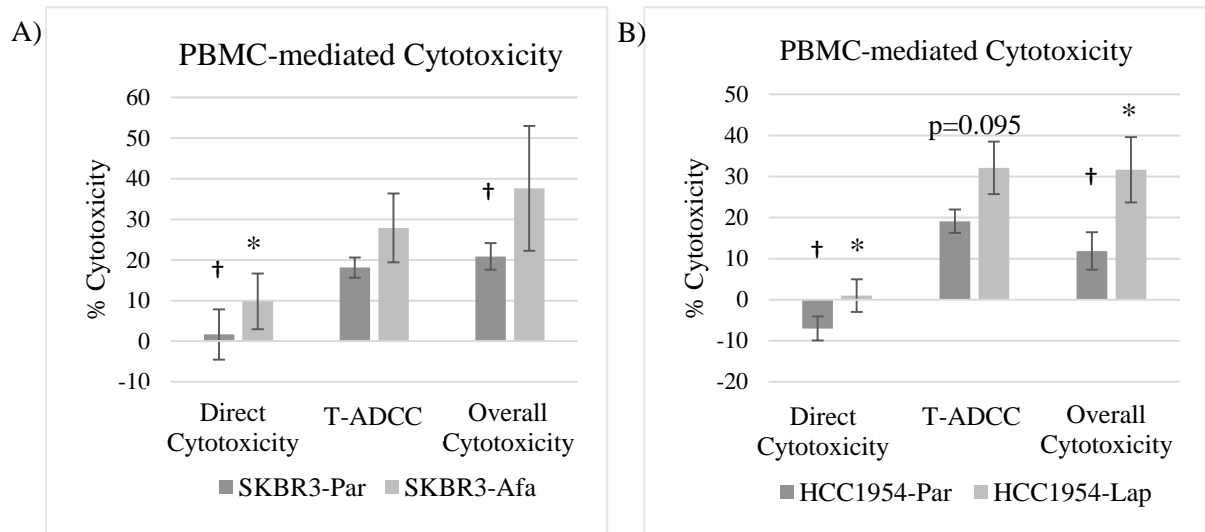 A)
PBMC-mediated Cytotoxicity
60
50
40
30
20
10
0
-10
% Cytotoxicity
†
*
†
Direct Cytotoxicity
T-ADCC
Overall Cytotoxicity
SKBR3-Par
SKBR3-Afa
B)
PBMC-mediated Cytotoxicity
50
40
30
20
10
0
-10
-20
% Cytotoxicity
†
*
p=0.095
†
*
Direct
Cytotoxicity
T-ADCC
Overall
Cytotoxicity
HCC1954-Par
HCC1954-Lap